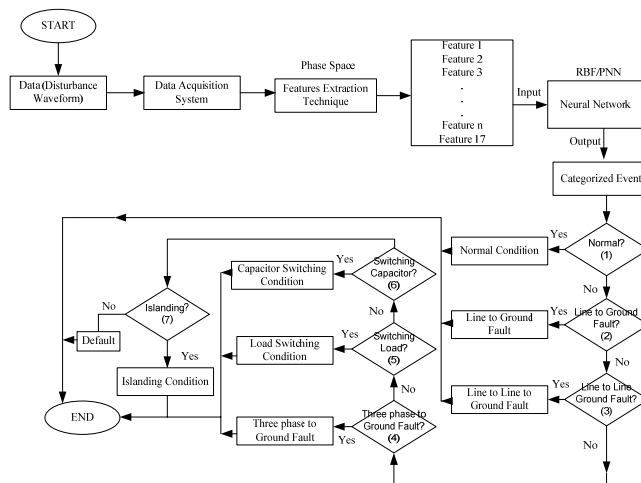 START
Data (Disturbance
Waveform)
Data Acquisition
System
Phase Space
Features Extraction
Technique
Feature 1
Feature 2
Feature 3
.
.
.
Feature n
Feature 17
Input
RBF/PNN
Neural Network
Output
Categorized Event
Normal?
(1)
Yes
Normal Condition
No
Line to Ground
Fault?
(2)
Yes
Line to Ground
Fault
No
Line to Line to
Ground Fault?
(3)
Yes
Line to Line to
Ground Fault
No
Three phase to
Ground Fault?
(4)
Yes
Three phase to
Ground Fault
No
Switching
Load?
(5)
Yes
Load Switching
Condition
No
Switching
Capacitor?
(6)
Yes
Capacitor Switching
Condition
Islanding?
(7)
No
Default
Yes
Islanding Condition
END